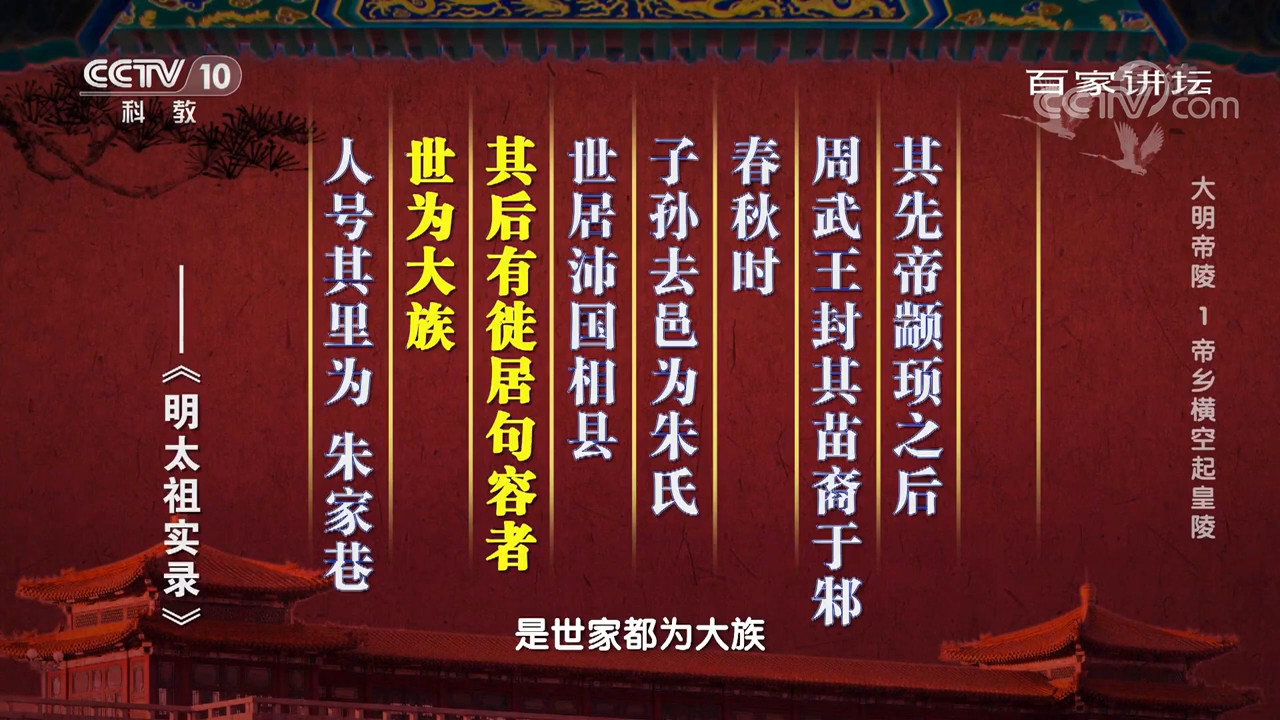 CCTV 10
科教
百家讲坛
CCTV.com
大明帝陵 1 帝乡横空起皇陵
其先帝颛顼之后
周武王封其苗裔于邾
春秋时
子孙去邑为朱氏
世居沛国相县
其后有徙居句容者
世为大族
人号其里为 朱家巷
——《明太祖实录》
是世家都为大族